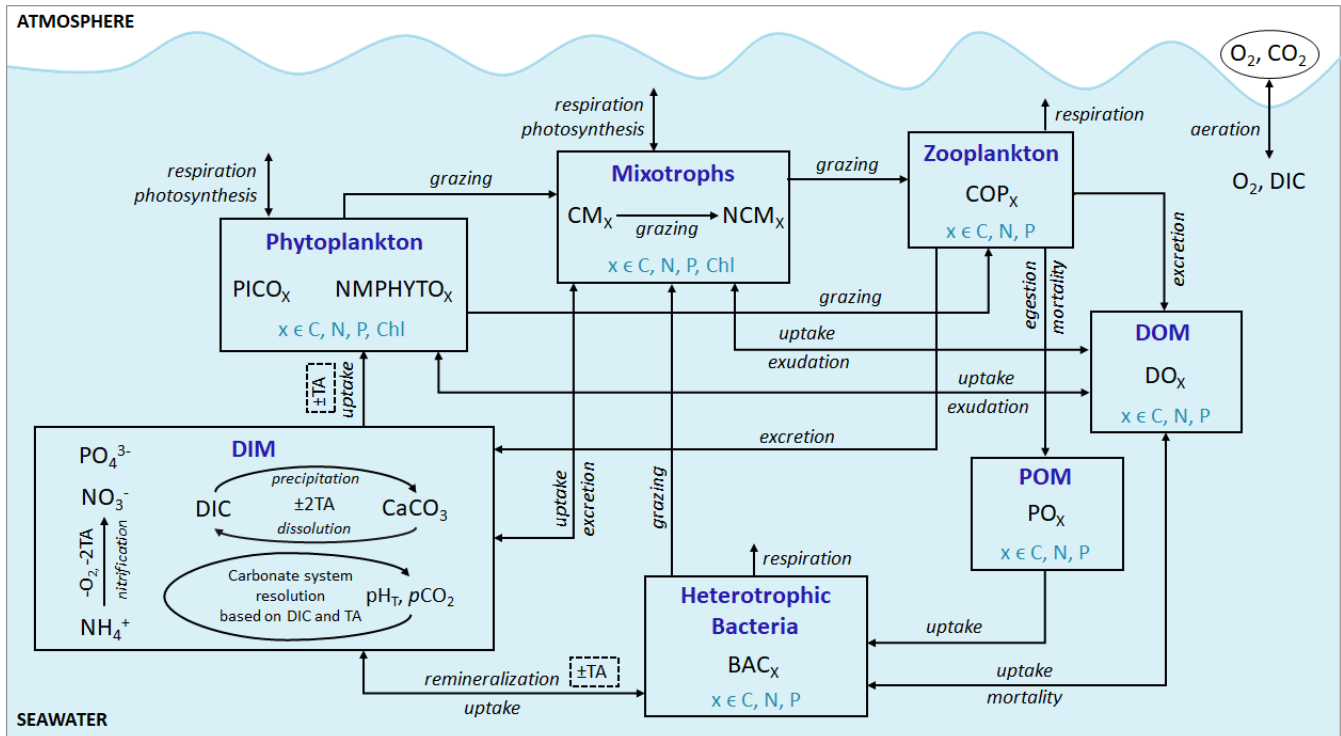 ATMOSPHERE
O₂, CO₂
aeration
O₂, DIC
respiration
photosynthesis
respiration
photosynthesis
respiration
grazing
grazing
Mixotrophs
CMₓ
grazing
NCMₓ
x ϵ C, N, P, Chl
Zooplankton
COPₓ
x ϵ C, N, P
Phytoplankton
PICOₓ
NMPHYTOₓ
x ϵ C, N, P, Chl
grazing
egestion
mortality
excretion
uptake
exudation
DOM
DOₓ
x ϵ C, N, P
±TA
uptake
uptake
exudation
excretion
DIM
PO₄³⁻
NO₃⁻
-O₂, -2TA
nitrification
NH₄⁺
precipitation
DIC
±2TA
CaCO₃
dissolution
Carbonate system
resolution
based on DIC and TA
pH_T, pCO₂
uptake
excretion
grazing
POM
POₓ
x ϵ C, N, P
respiration
Heterotrophic
Bacteria
BACₓ
x ϵ C, N, P
uptake
uptake
mortality
remineralization
±TA
uptake
SEAWATER